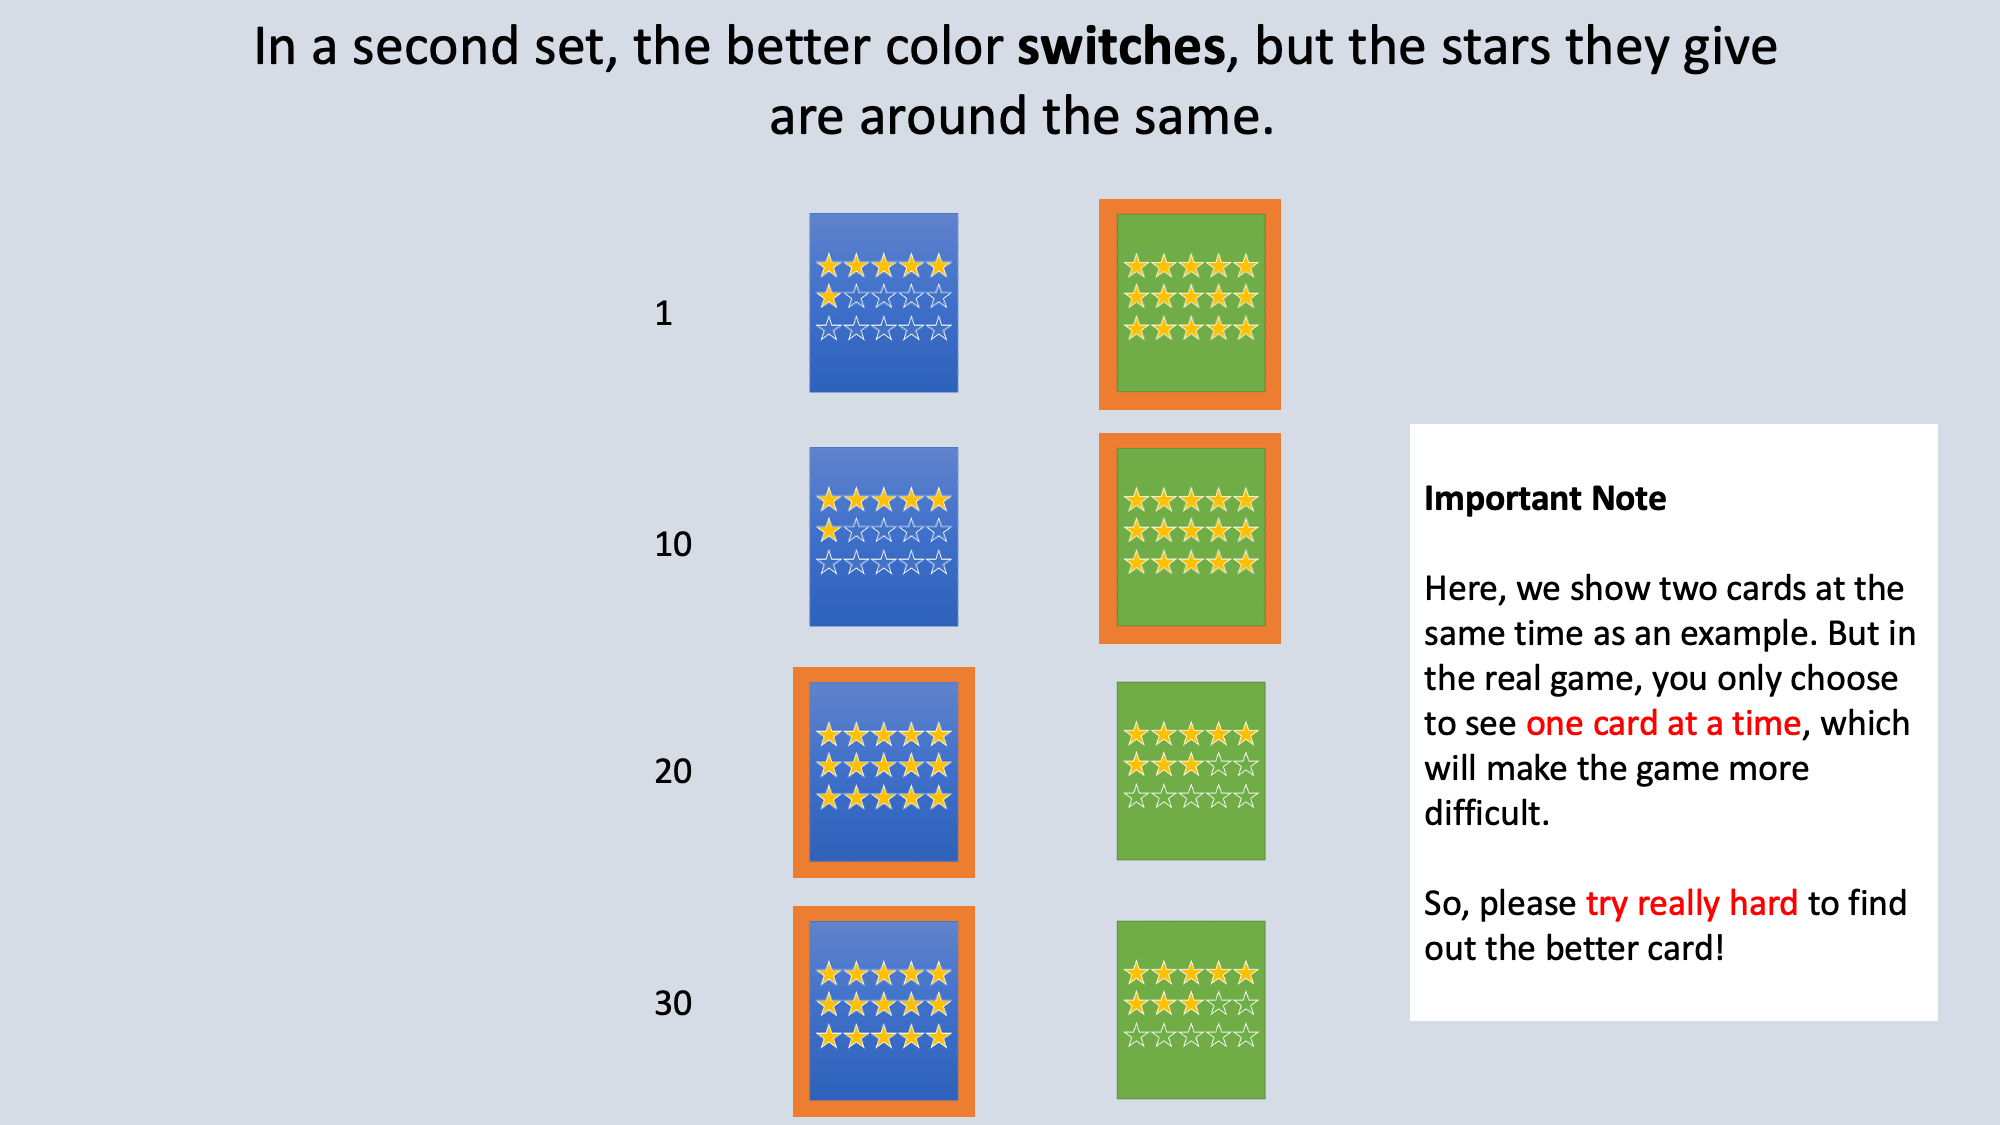 In a second set, the better color switches, but the stars they give
are around the same.
1
10
20
30
Important Note
Here, we show two cards at the
same time as an example. But in
the real game, you only choose
to see one card at a time, which
will make the game more
difficult.
So, please try really hard to find
out the better card!